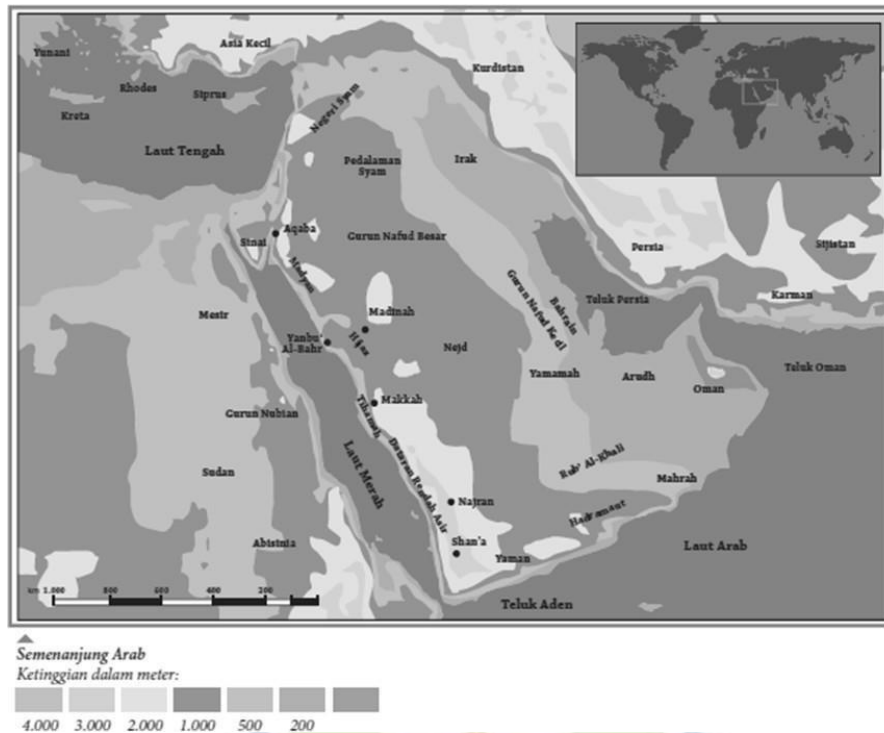 Yunani
Asia Kecil
Rhodes
Siprus
Kreta
Laut Tengah
Negeri Syam
Kurdistan
Pedalaman
Syam
Irak
Sinai
Aqaba
Gurun Nafud Besar
Madyan
Persia
Sijistan
Mesir
Madinah
Hijaz
Yanbu'
Al-Bahr
Nejd
Gurun Nafud Kecil
Bahrain
Teluk Persia
Karman
Teluk Oman
Yamamah
Arudh
Oman
Makkah
Tihamah
Gurun Nubian
Laut Merah
Dataran Rendah Asir
Sudan
Rub' Al-Khali
Mahrah
Najran
Hadramaut
Abisinia
Shan'a
Yaman
Laut Arab
Teluk Aden
km 1.000 800 600 400 200
Semenanjung Arab
Ketinggian dalam meter:
4.000 3.000 2.000 1.000 500 200